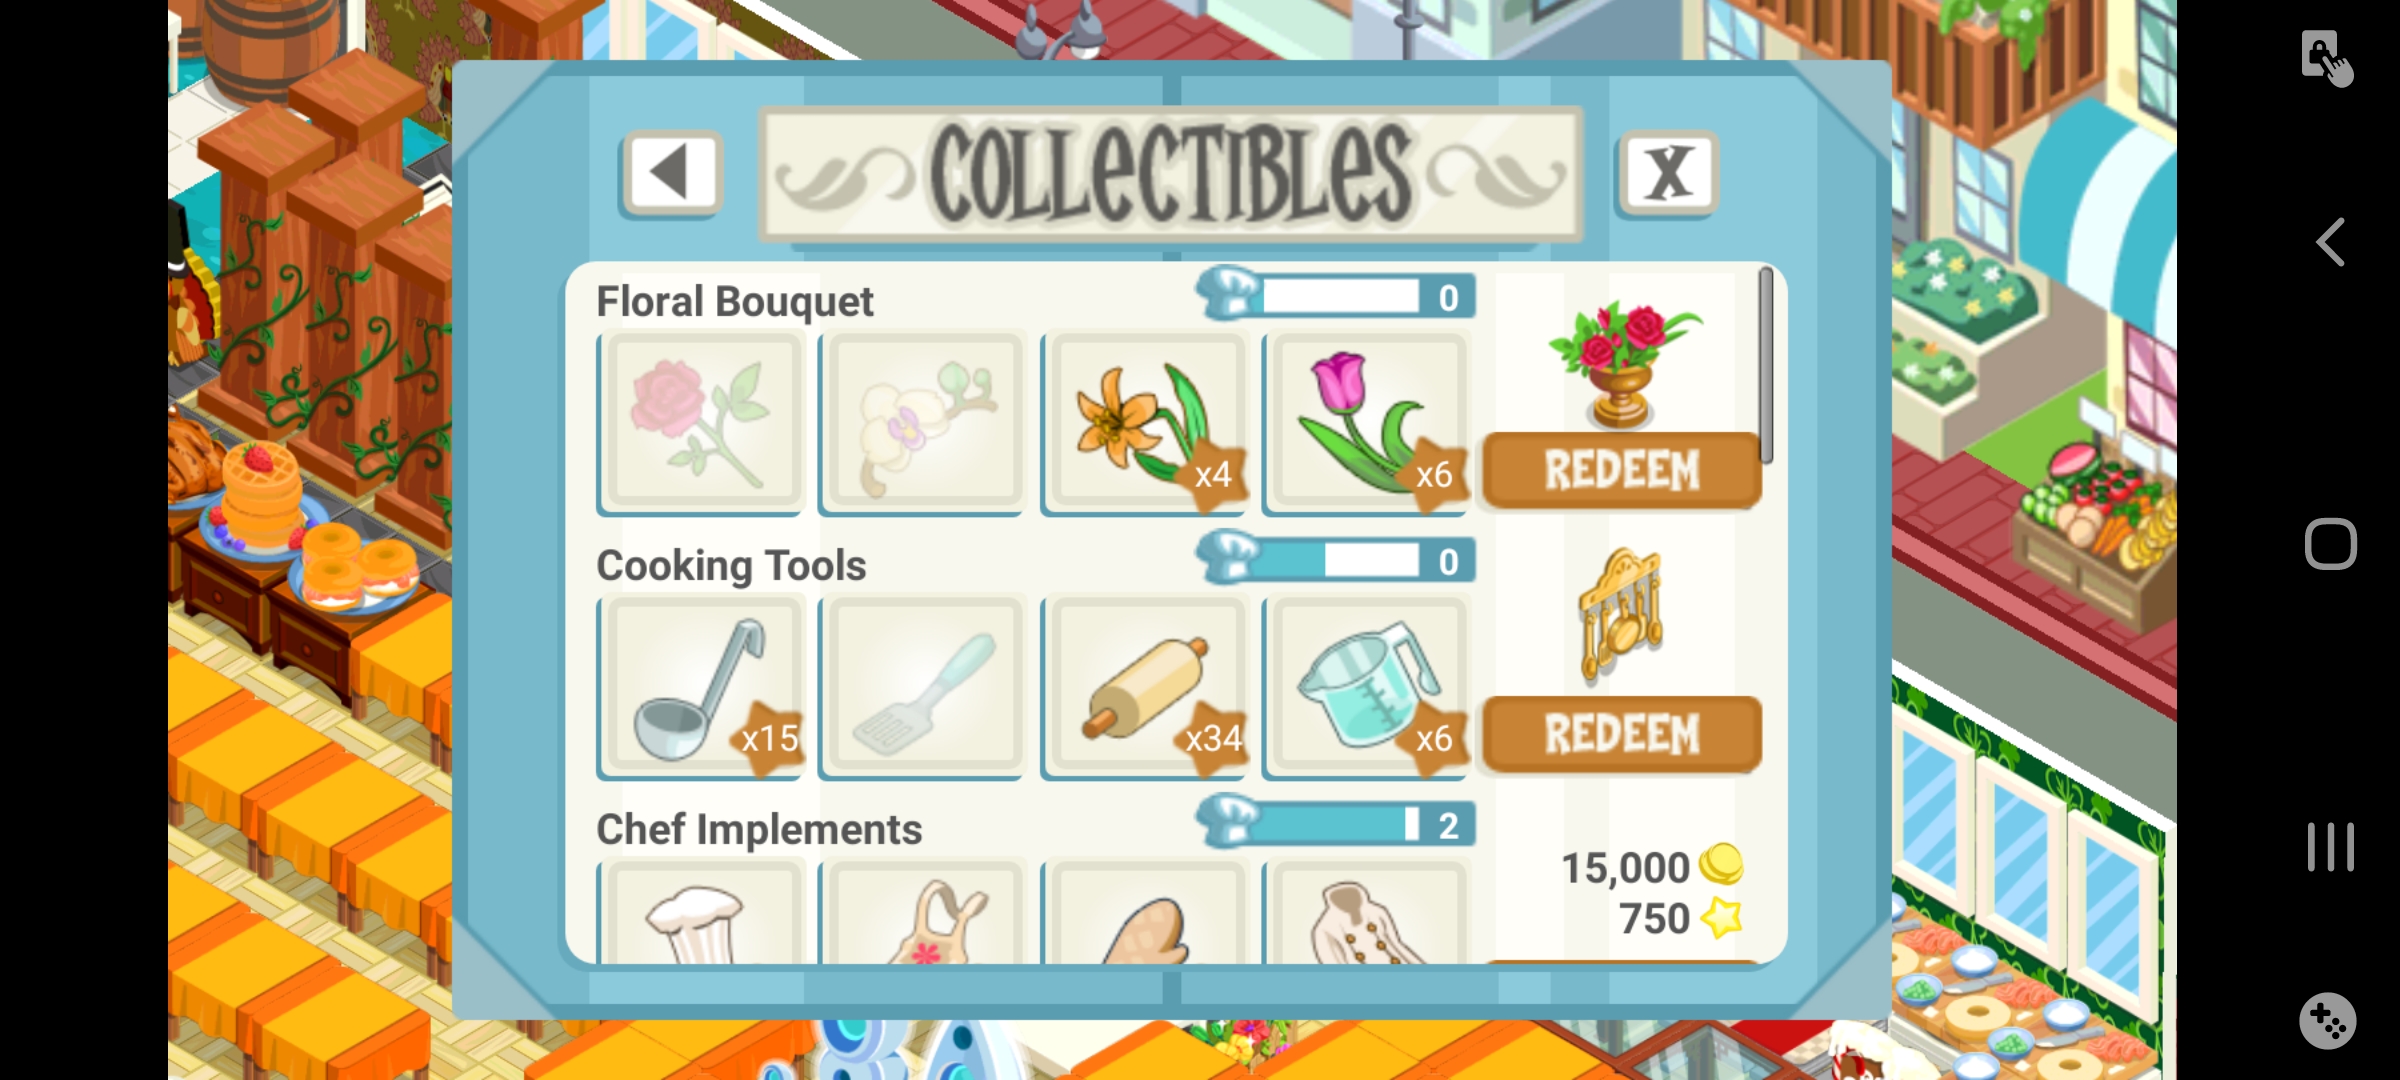 COLLeCTIBLeS
X
Floral Bouquet
0
x4
x6
REDEEM
Cooking Tools
0
x15
x34
x6
REDEEM
Chef Implements
2
15,000
750